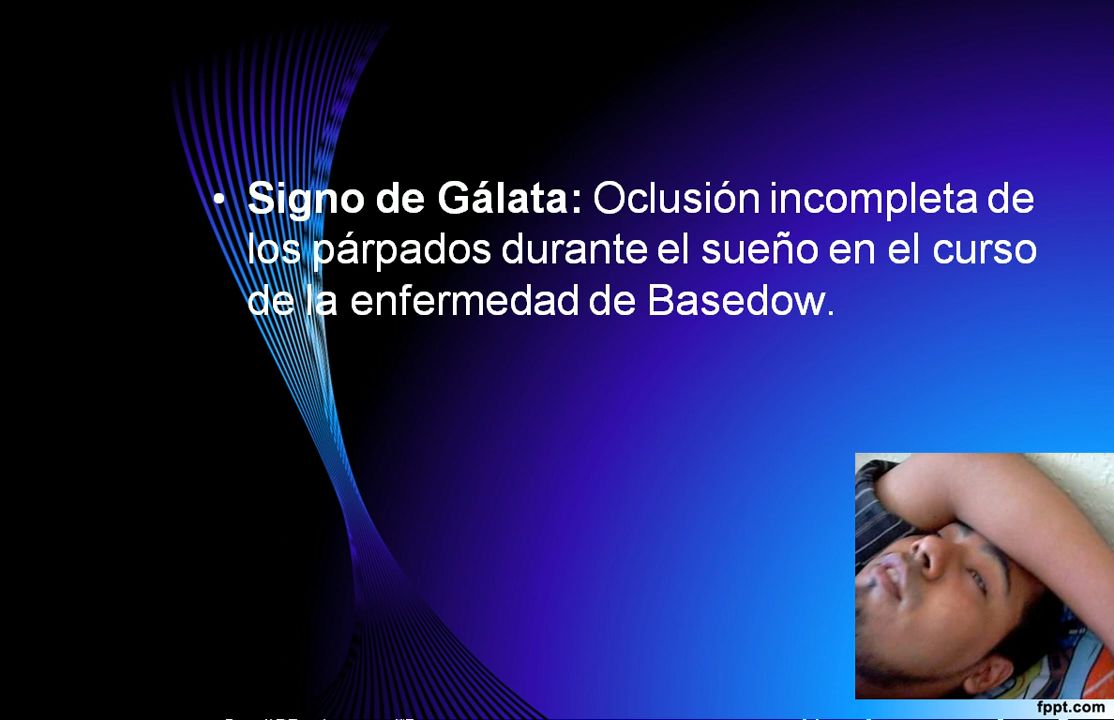 • Signo de Gálata: Oclusión incompleta de
los párpados durante el sueño en el curso
de la enfermedad de Basedow.
fppt.com